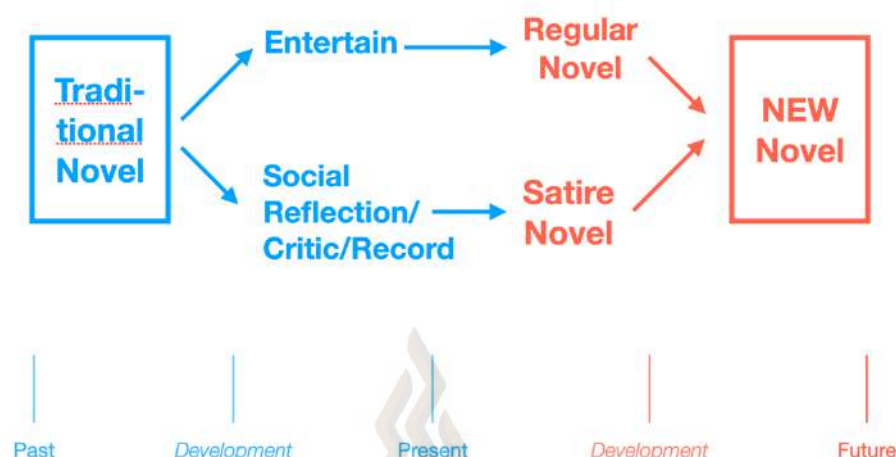 Tradi-
tional
Novel
Entertain
Social
Reflection/
Critic/Record
Regular
Novel
Satire
Novel
NEW
Novel
Past
Development
Present
Development
Future